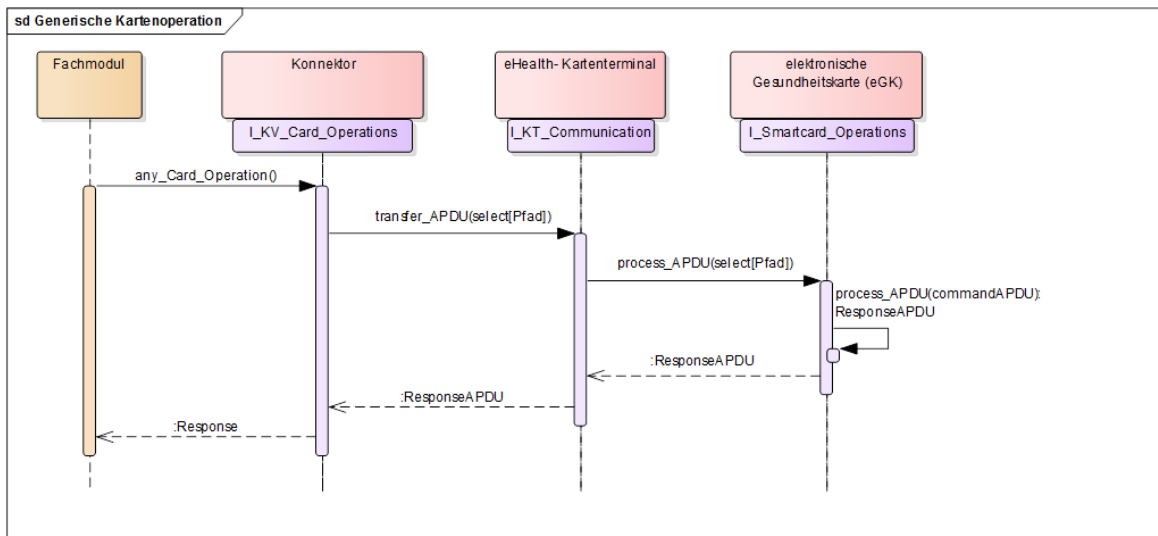 sd Generische Kartenoperation
Fachmodul
Konnektor
eHealth- Kartenterminal
elektronische
Gesundheitskarte (eGK)
I_KV_Card_Operations
I_KT_Communication
I_Smartcard_Operations
any_Card_Operation()
transfer_APDU(select[Pfad])
process_APDU(select[Pfad])
process_APDU(commandAPDU):
ResponseAPDU
:ResponseAPDU
:ResponseAPDU
:Response